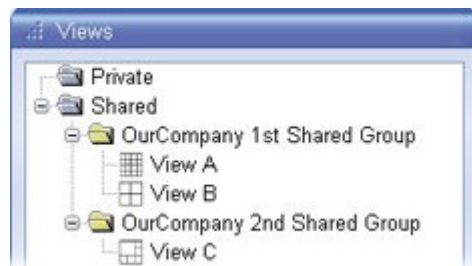 Views
Private
Shared
OurCompany 1st Shared Group
View A
View B
OurCompany 2nd Shared Group
View C